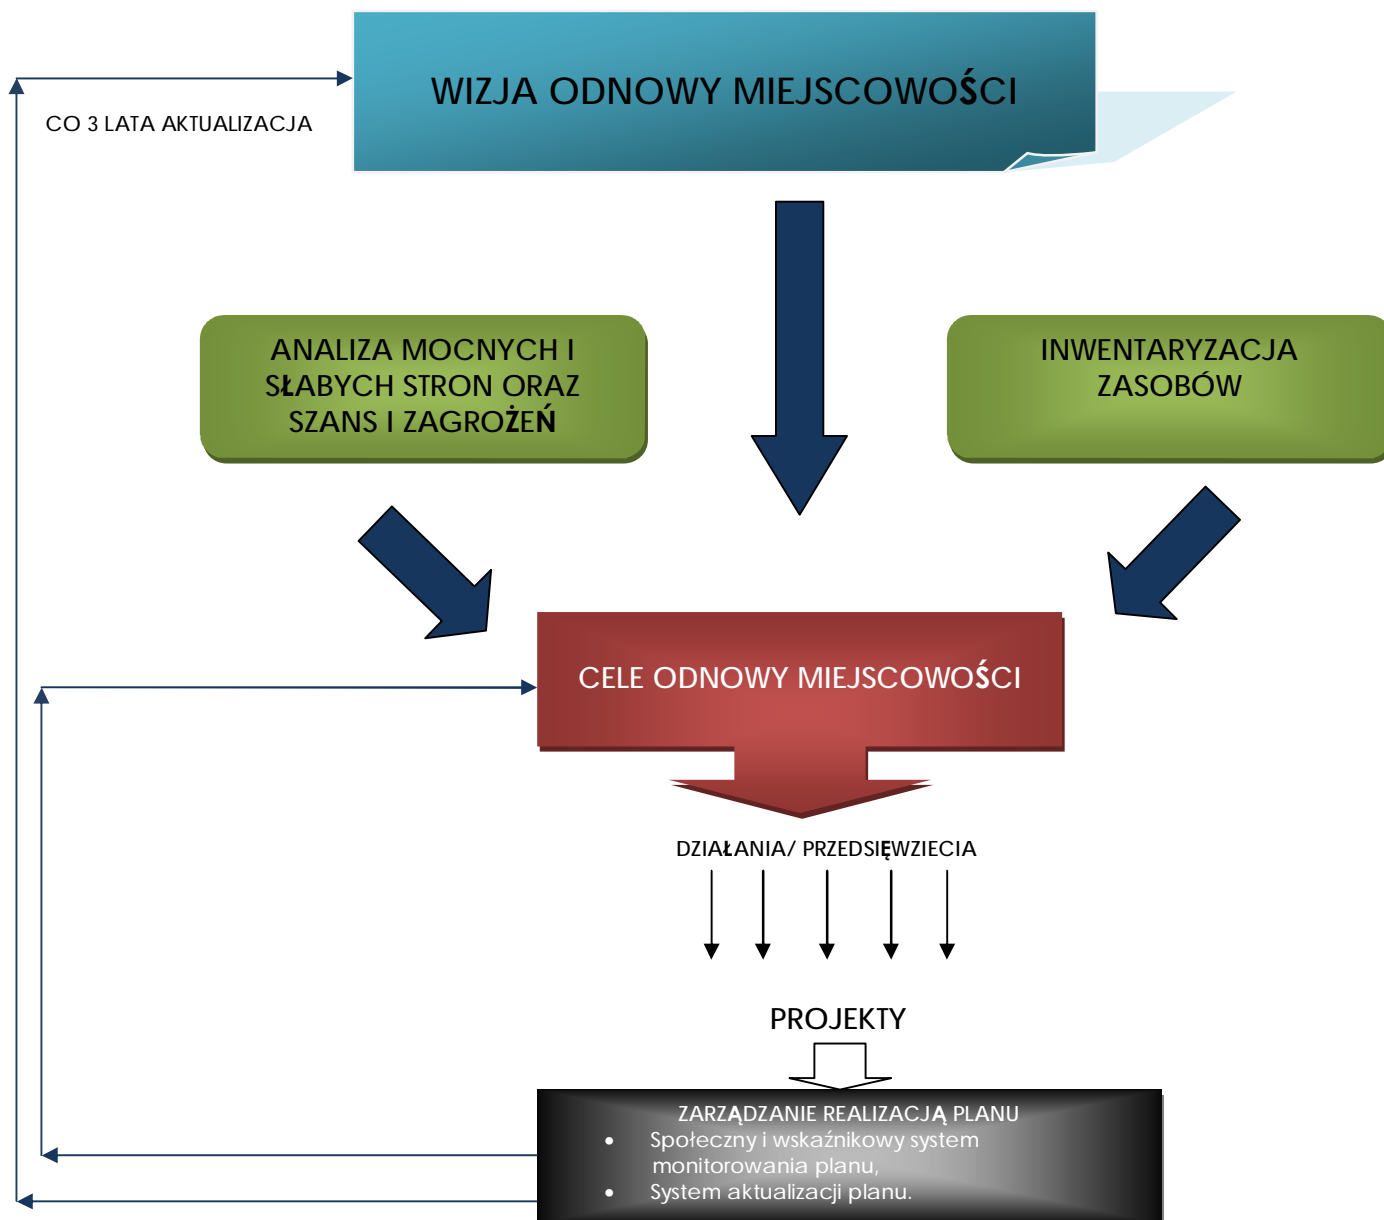 WIZJA ODNOWY MIEJSCOWOŚCI
CO 3 LATA AKTUALIZACJA
ANALIZA MOCNYCH I
SŁABYCH STRON ORAZ
SZANS I ZAGROŻEŃ
INWENTARYZACJA
ZASOBÓW
CELE ODNOWY MIEJSCOWOŚCI
DZIAŁANIA/ PRZEDSIĘWZIECIA
PROJEKTY
ZARZĄDZANIE REALIZACJĄ PLANU
• Społeczny i wskaźnikowy system
monitorowania planu,
• System aktualizacji planu.